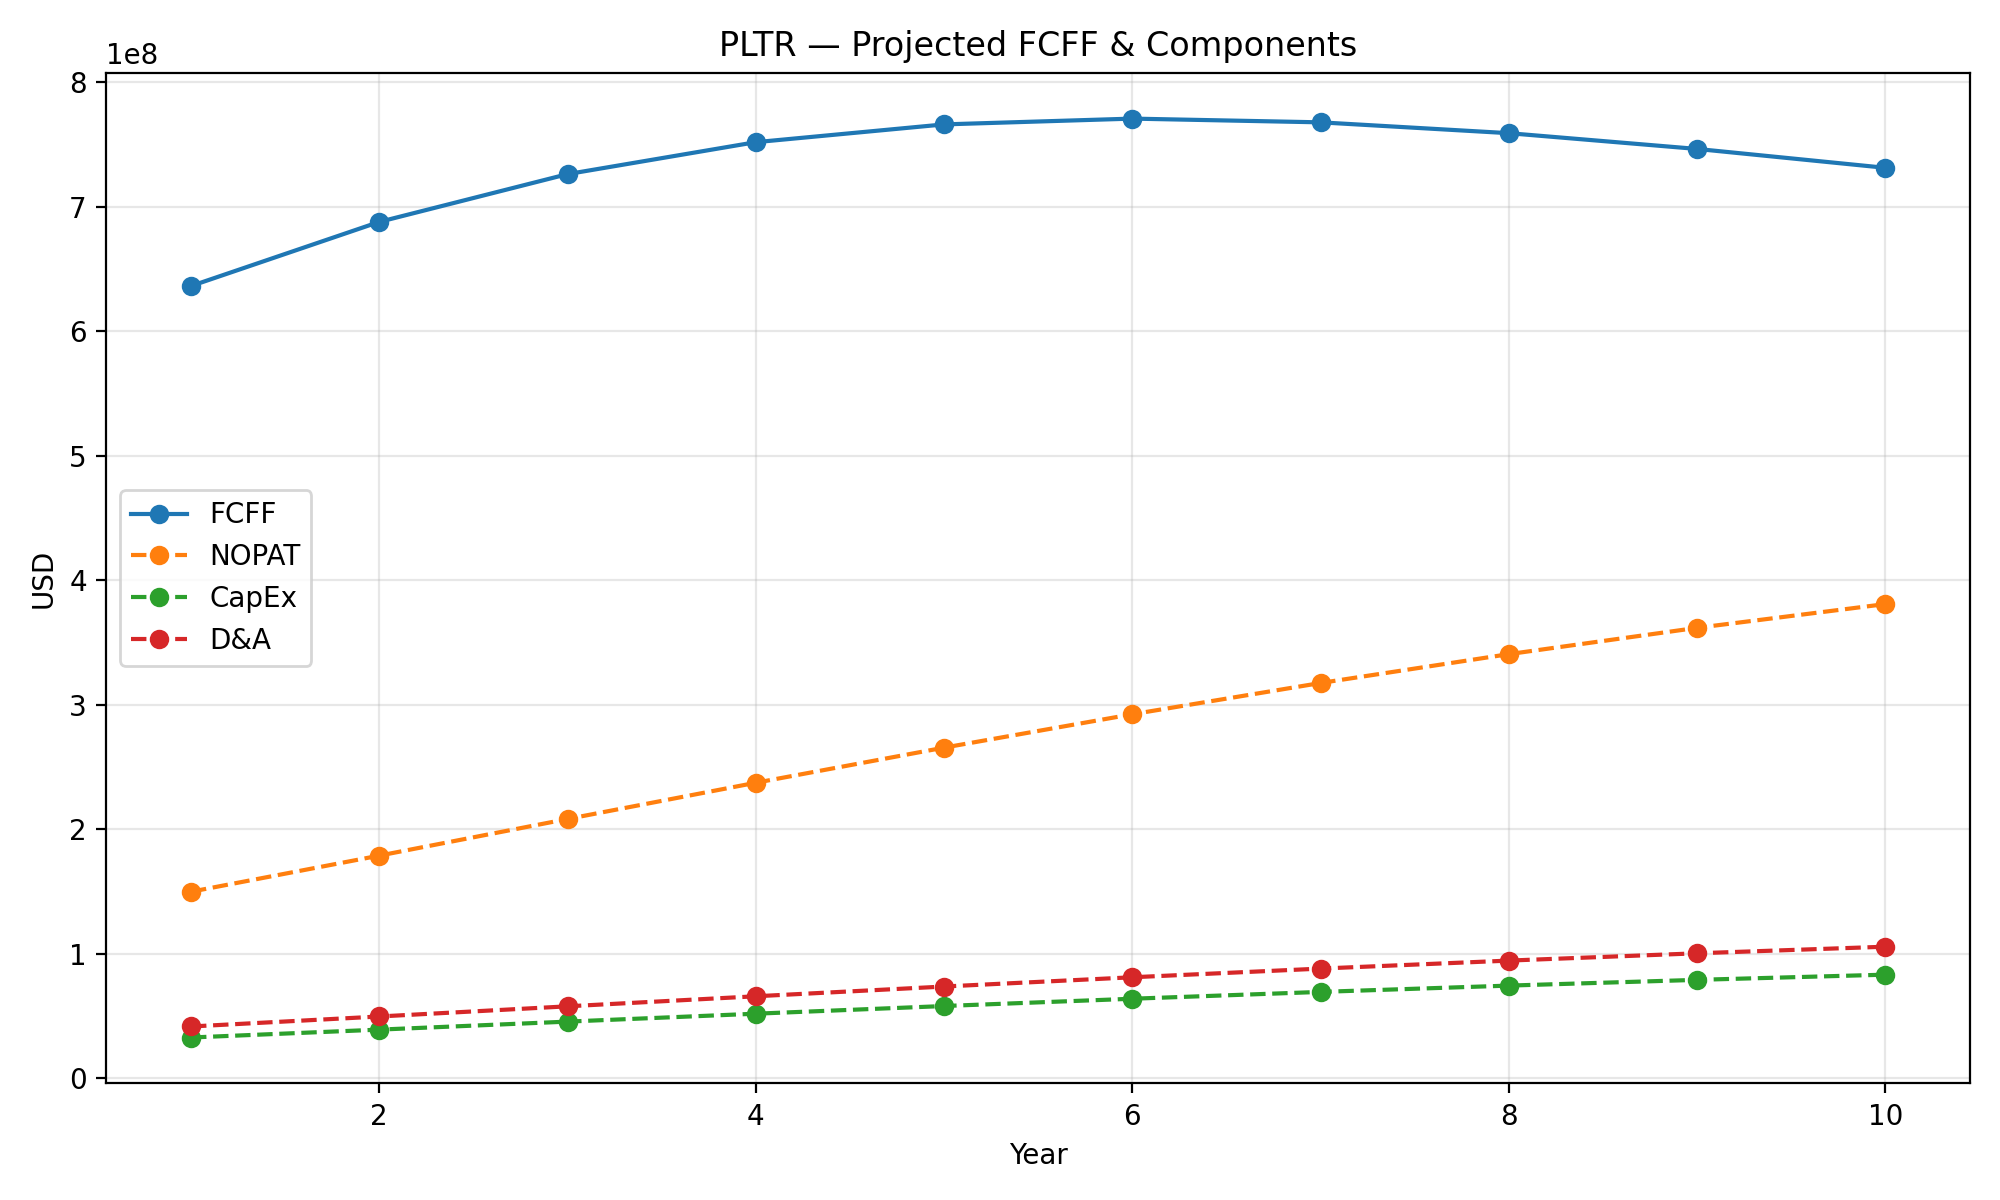 PLTR — Projected FCFF & Components
1e8
8
7
6
5
4
3
2
1
0
USD
FCFF
NOPAT
CapEx
D&A
2
4
6
8
10
Year